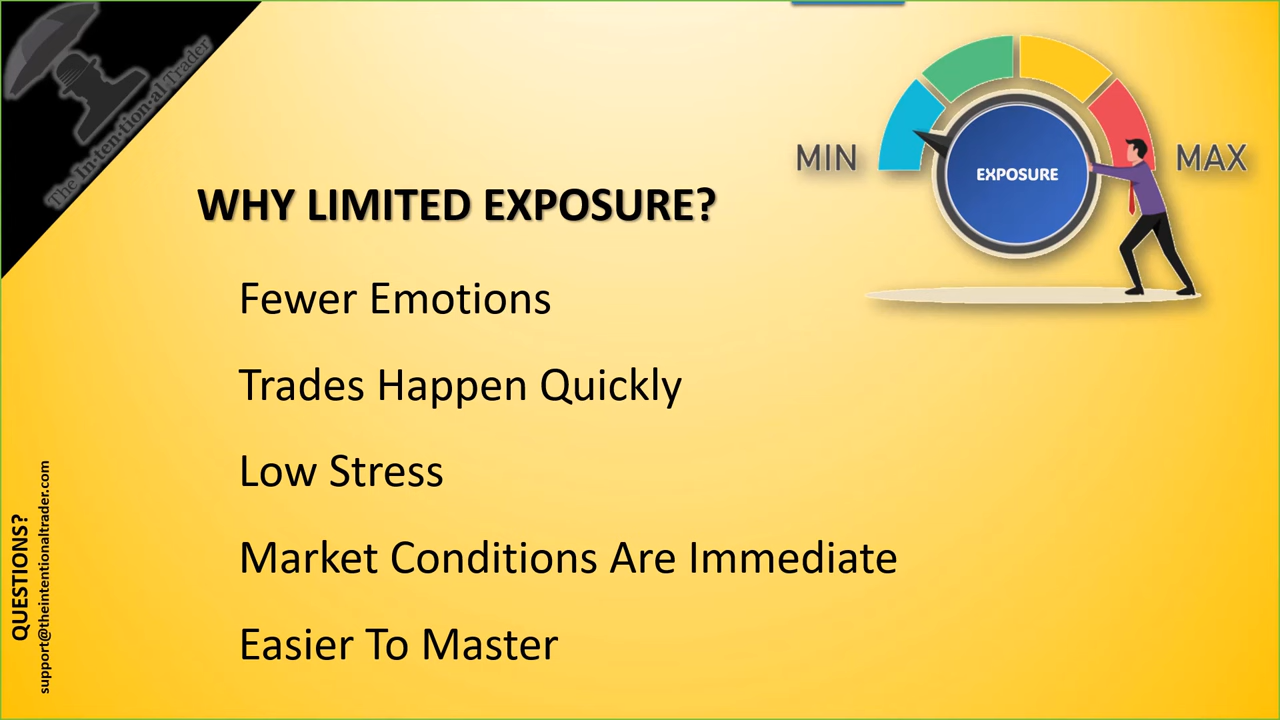 The In·ten·tion·al Trader
MIN
MAX
EXPOSURE
WHY LIMITED EXPOSURE?
Fewer Emotions
Trades Happen Quickly
Low Stress
Market Conditions Are Immediate
Easier To Master
QUESTIONS?
support@theintentionaltrader.com